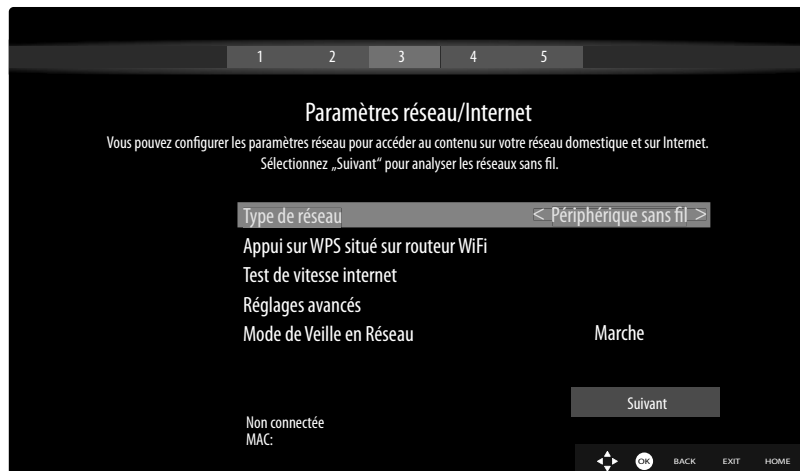 1 2 3 4 5
Paramètres réseau/Internet
Vous pouvez configurer les paramètres réseau pour accéder au contenu sur votre réseau domestique et sur Internet.
Sélectionnez „Suivant“ pour analyser les réseaux sans fil.
Type de réseau < Périphérique sans fil >
Appui sur WPS situé sur routeur WiFi
Test de vitesse internet
Réglages avancés
Mode de Veille en Réseau Marche
Suivant
Non connectée
MAC:
OK BACK EXIT HOME